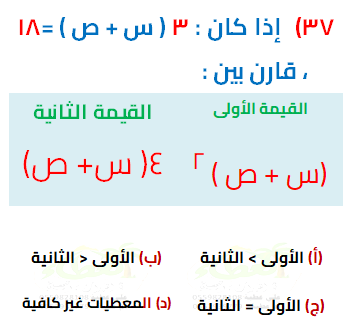 ٣٧) إذا كان : ٣ ( س + ص ) = ١٨
، قارن بين :
القيمة الأولى القيمة الثانية
(س + ص )٢ ٤( س+ ص)
(أ) الأولى > الثانية (ب) الأولى < الثانية
(ج) الأولى = الثانية (د) المعطيات غير كافية